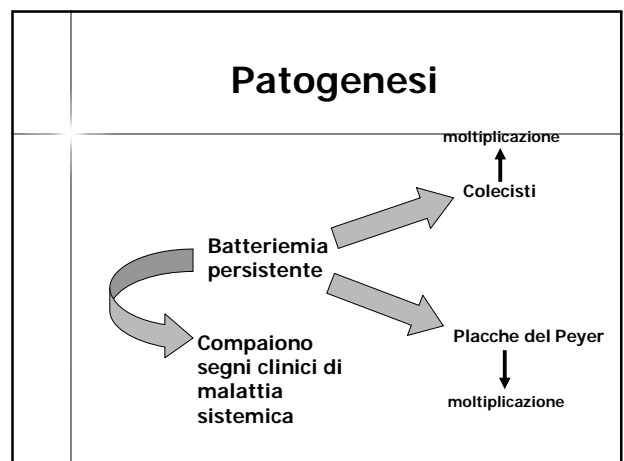 Patogenesi
moltiplicazione
Colecisti
Batteriemia
persistente
Compaiono
segni clinici di
malattia
sistemica
Placche del Peyer
moltiplicazione